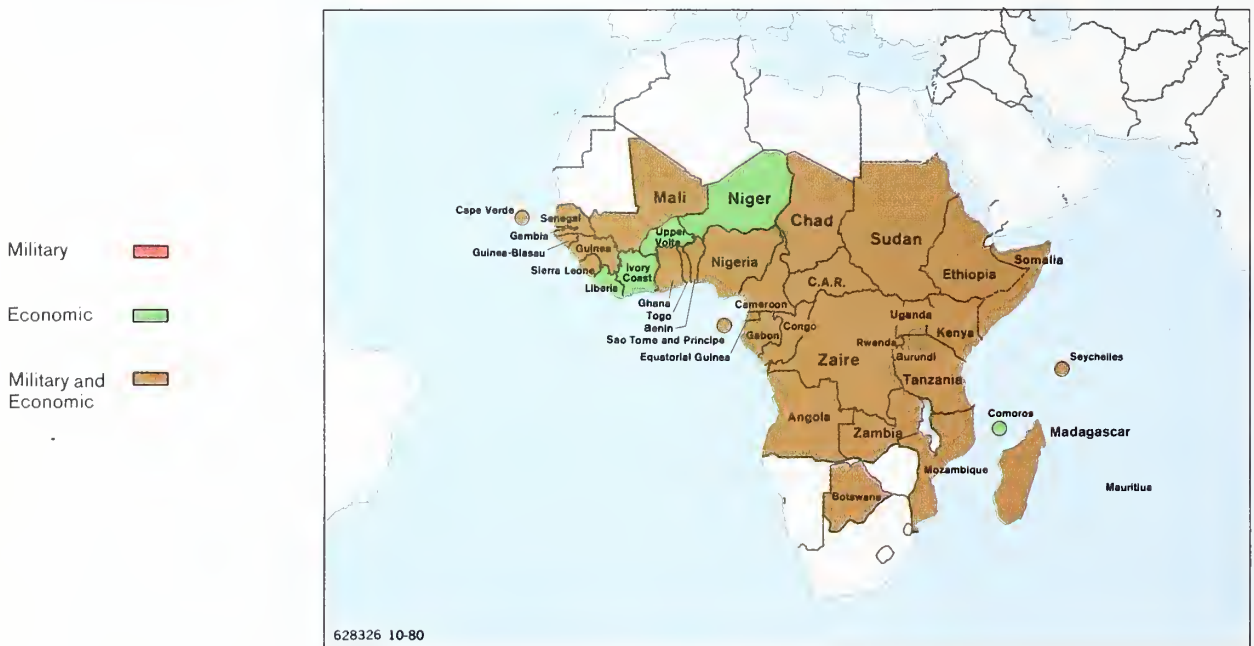 Military
Economic
Military and
Economic
Cape Verde
Senegal
Gambia
Guinea-Bissau
Guinea
Sierra Leone
Liberia
Mali
Niger
Upper
Volta
Ivory
Coast
Ghana
Togo
Benin
Sao Tome and Principe
Equatorial Guinea
Nigeria
Chad
Sudan
Ethiopia
Somalia
C.A.R.
Cameroon
Gabon
Congo
Zaire
Uganda
Kenya
Rwanda
Burundi
Tanzania
Seychelles
Comoros
Angola
Zambia
Mozambique
Madagascar
Mauritius
Botswana
628326 10-80